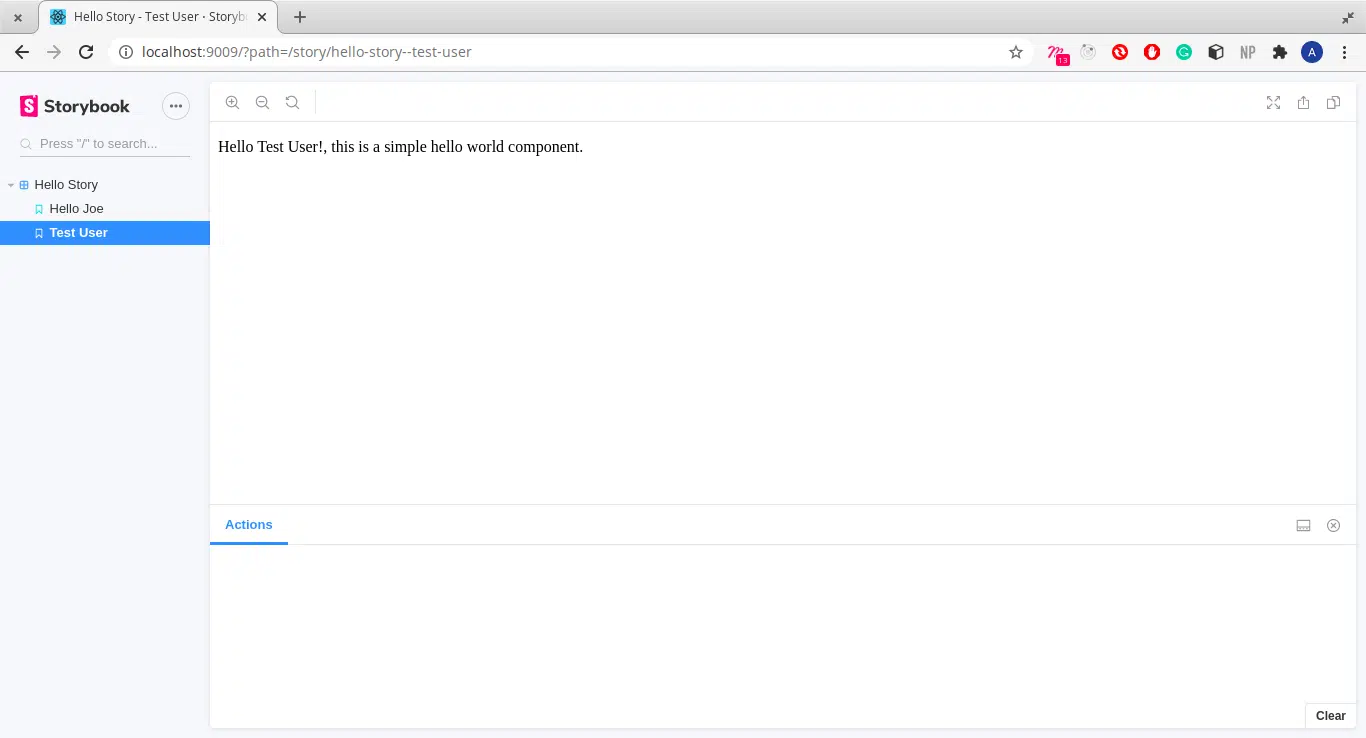 Hello Story - Test User · Storyb
localhost:9009/?path=/story/hello-story--test-user
13
NP
A
Storybook
Press "/" to search...
Hello Story
Hello Joe
Test User
Hello Test User!, this is a simple hello world component.
Actions
Clear